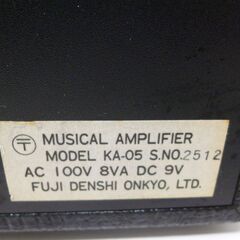 〒 MUSICAL AMPLIFIER
MODEL KA-05 S.NO.2512
AC 100V 8VA DC 9V
FUJI DENSHI ONKYO, LTD.